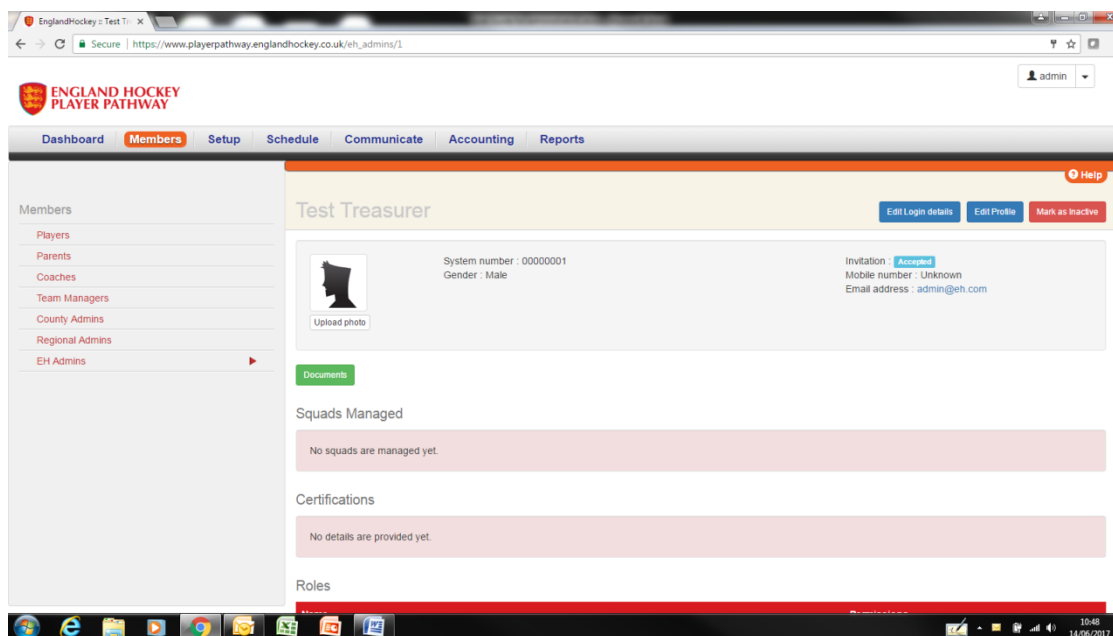 EnglandHockey :: Test Tr
Secure | https://www.playerpathway.englandhockey.co.uk/eh_admins/1
admin
ENGLAND HOCKEY
PLAYER PATHWAY
Dashboard Members Setup Schedule Communicate Accounting Reports
Help
Members
Players
Parents
Coaches
Team Managers
County Admins
Regional Admins
EH Admins
Test Treasurer
Edit Login details Edit Profile Mark as Inactive
System number : 00000001
Gender : Male
Invitation : Accepted
Mobile number : Unknown
Email address : admin@eh.com
Upload photo
Documents
Squads Managed
No squads are managed yet.
Certifications
No details are provided yet.
Roles
Name Permissions
10:48
14/06/2017